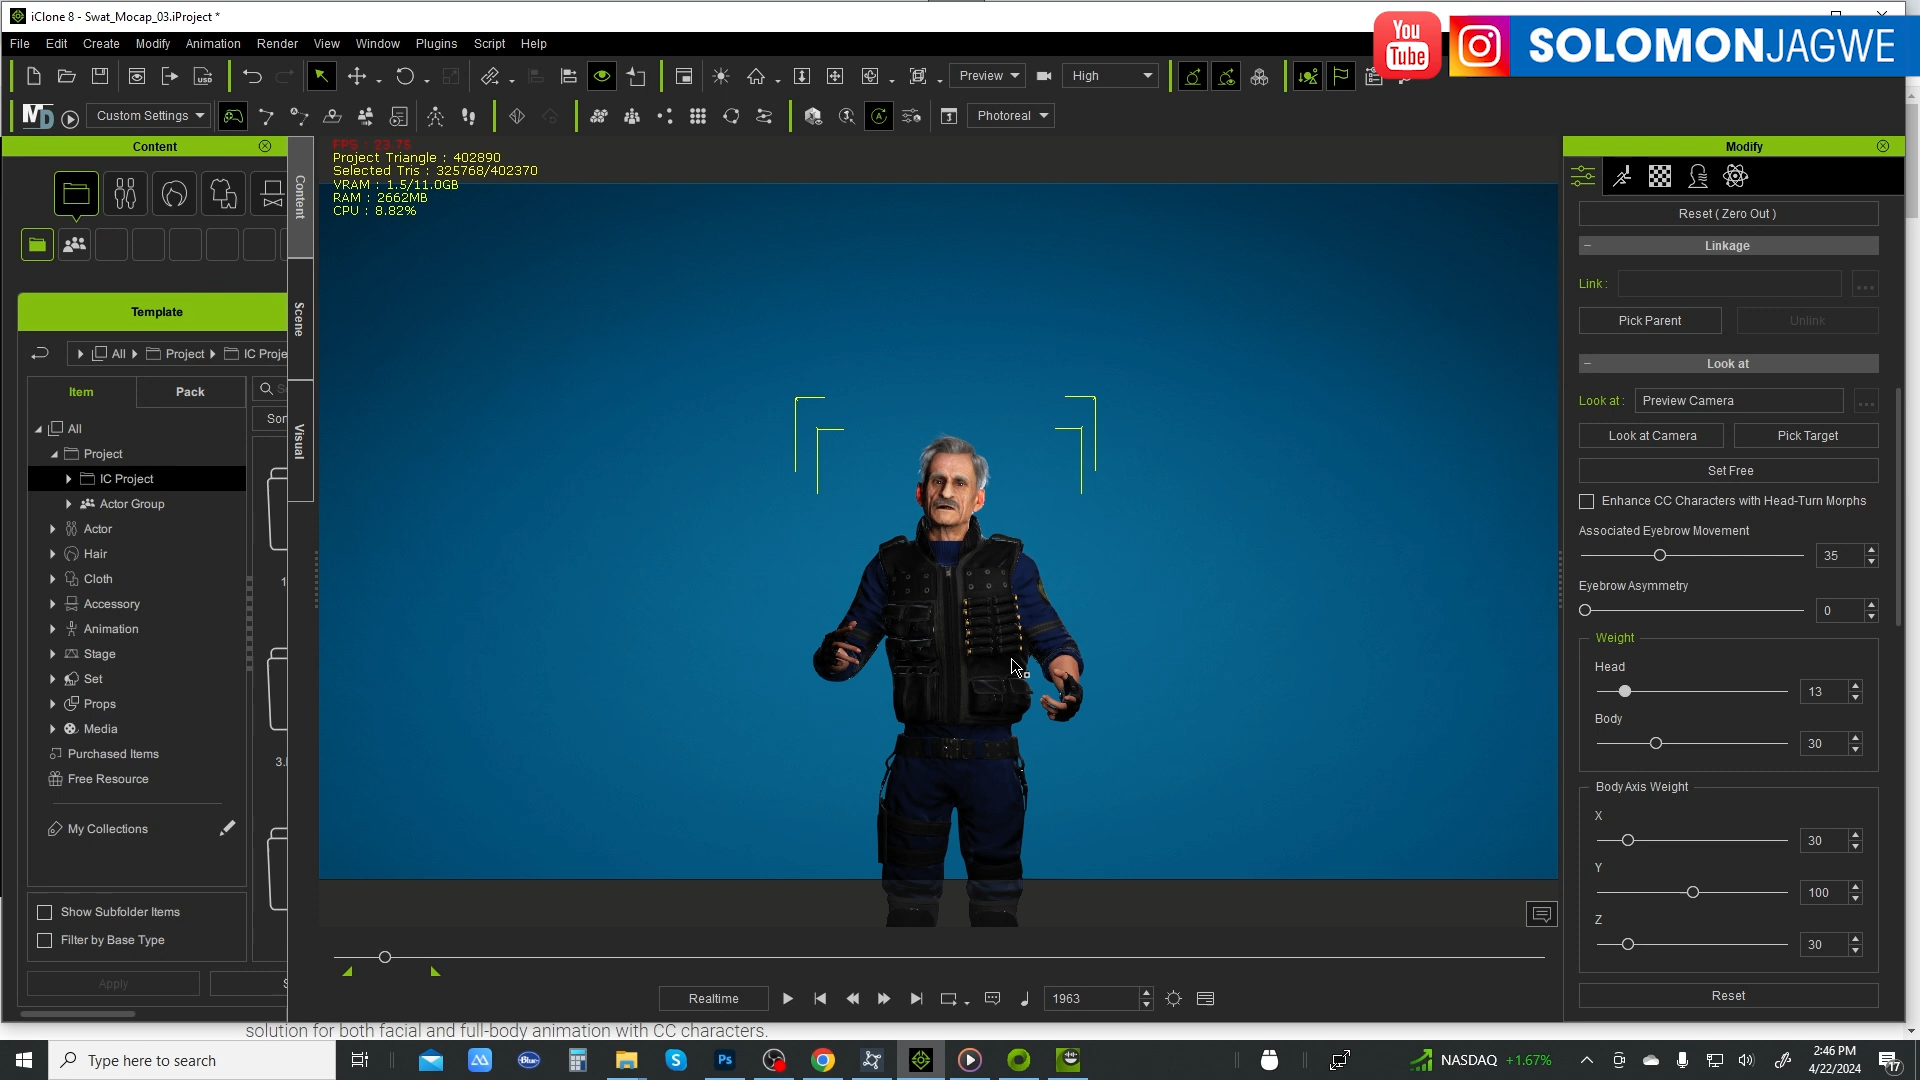 iClone 8 - Swat_Mocap_03.iProject *
File Edit Create Modify Animation Render View Window Plugins Script Help
You Tube
SOLOMONJAGWE
Preview High
MD Custom Settings Photoreal
Content
Content
Scene
Visual
Template
All Project IC Proje
Item Pack
Sor
All
Project
IC Project
Actor Group
Actor
Hair
Cloth
Accessory
Animation
Stage
Set
Props
Media
Purchased Items
Free Resource
My Collections
Show Subfolder Items
Filter by Base Type
Apply
FPS : 23.75
Project Triangle : 402890
Selected Tris : 325768/402370
VRAM : 1.5/11.0GB
RAM : 2662MB
CPU : 8.82%
Realtime 1963
Modify
Reset ( Zero Out )
Linkage
Link :
Pick Parent Unlink
Look at
Look at : Preview Camera
Look at Camera Pick Target
Set Free
Enhance CC Characters with Head-Turn Morphs
Associated Eyebrow Movement
35
Eyebrow Asymmetry
0
Weight
Head
13
Body
30
Body Axis Weight
X
30
Y
100
Z
30
Reset
solution for both facial and full-body animation with CC characters.
Type here to search
Blue
Ps
NASDAQ +1.67%
2:46 PM
4/22/2024
17